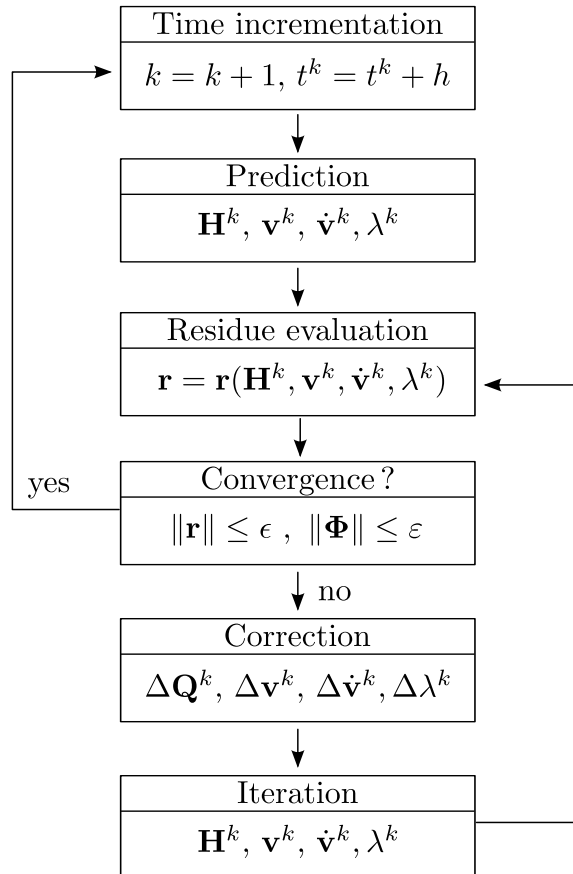 Time incrementation
k = k + 1, t^k = t^k + h
Prediction
𝐇^k, 𝐯^k, 𝐯̇^k, λ^k
Residue evaluation
𝐫 = 𝐫(𝐇^k, 𝐯^k, 𝐯̇^k, λ^k)
yes
Convergence ?
‖𝐫‖ ≤ ϵ , ‖𝚽‖ ≤ ε
no
Correction
Δ𝐐^k, Δ𝐯^k, Δ𝐯̇^k, Δλ^k
Iteration
𝐇^k, 𝐯^k, 𝐯̇^k, λ^k